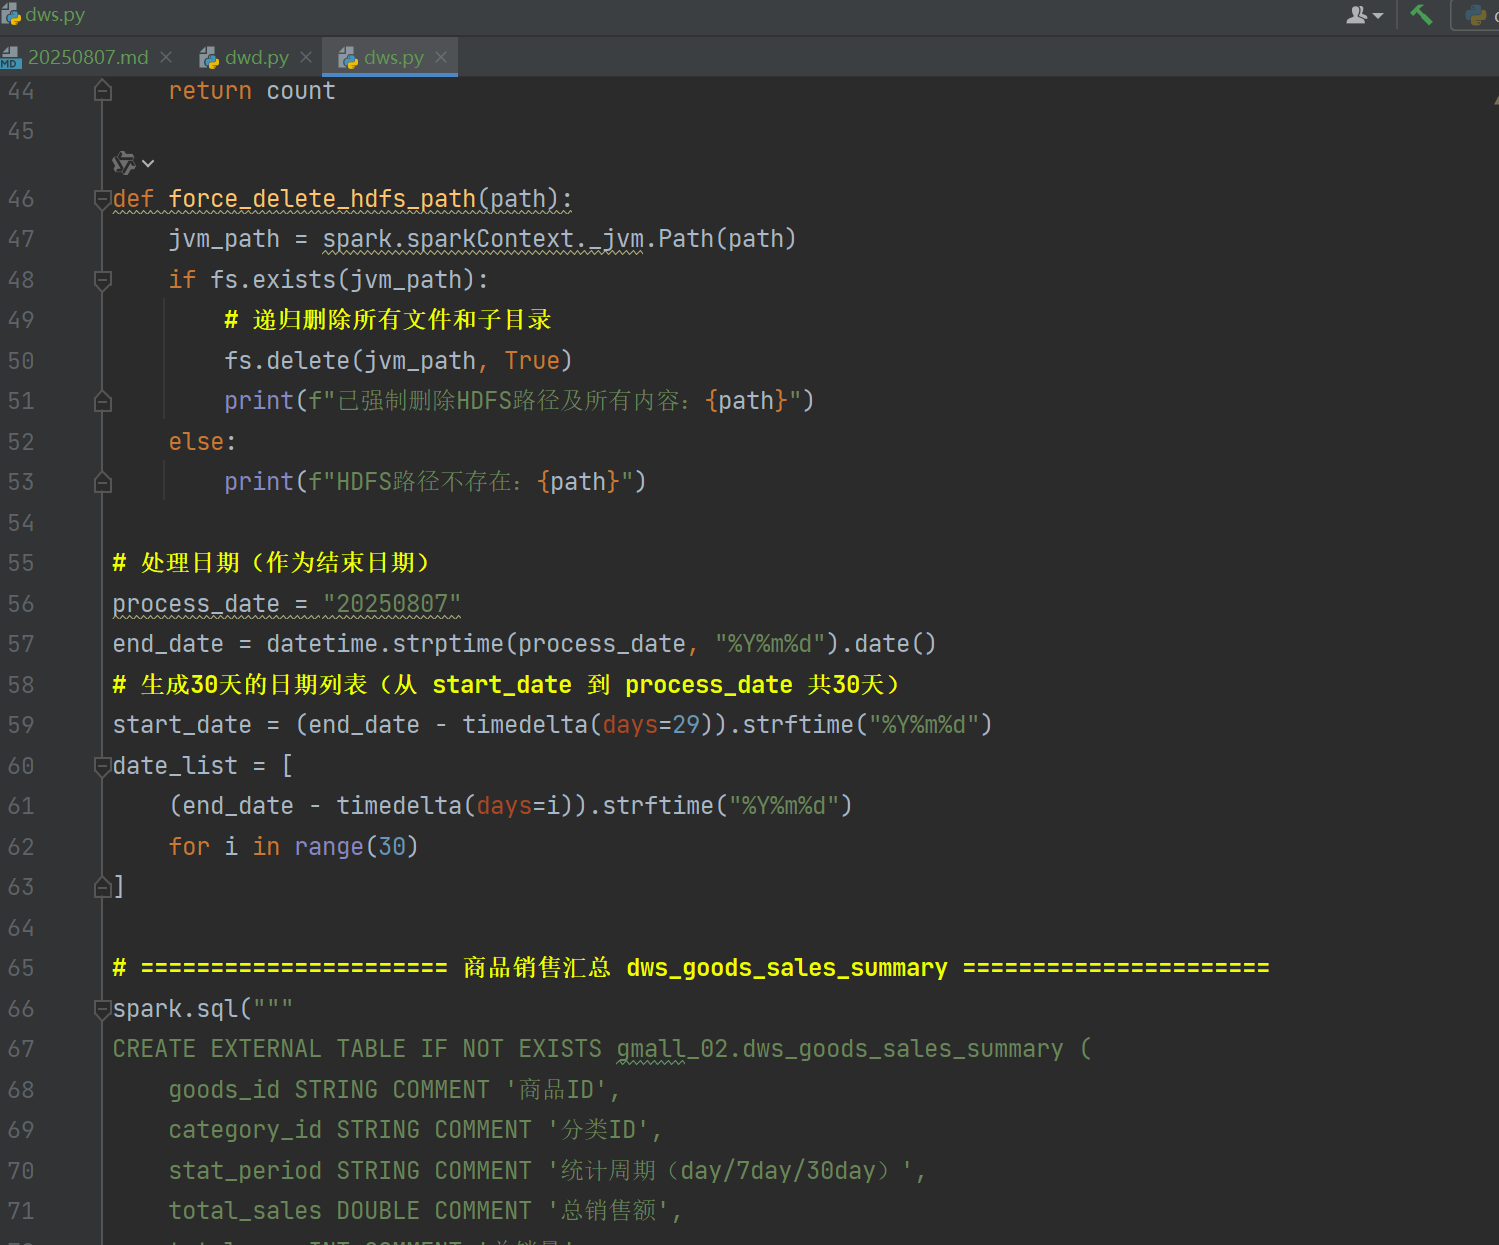 dws.py
MD 20250807.md dwd.py dws.py
44 return count
45
46 def force_delete_hdfs_path(path):
47 jvm_path = spark.sparkContext._jvm.Path(path)
48 if fs.exists(jvm_path):
49 # 递归删除所有文件和子目录
50 fs.delete(jvm_path, True)
51 print(f"已强制删除HDFS路径及所有内容：{path}")
52 else:
53 print(f"HDFS路径不存在：{path}")
54
55 # 处理日期（作为结束日期）
56 process_date = "20250807"
57 end_date = datetime.strptime(process_date, "%Y%m%d").date()
58 # 生成30天的日期列表（从 start_date 到 process_date 共30天）
59 start_date = (end_date - timedelta(days=29)).strftime("%Y%m%d")
60 date_list = [
61 (end_date - timedelta(days=i)).strftime("%Y%m%d")
62 for i in range(30)
63 ]
64
65 # ====================== 商品销售汇总 dws_goods_sales_summary ======================
66 spark.sql("""
67 CREATE EXTERNAL TABLE IF NOT EXISTS gmall_02.dws_goods_sales_summary (
68 goods_id STRING COMMENT '商品ID',
69 category_id STRING COMMENT '分类ID',
70 stat_period STRING COMMENT '统计周期（day/7day/30day）',
71 total_sales DOUBLE COMMENT '总销售额',